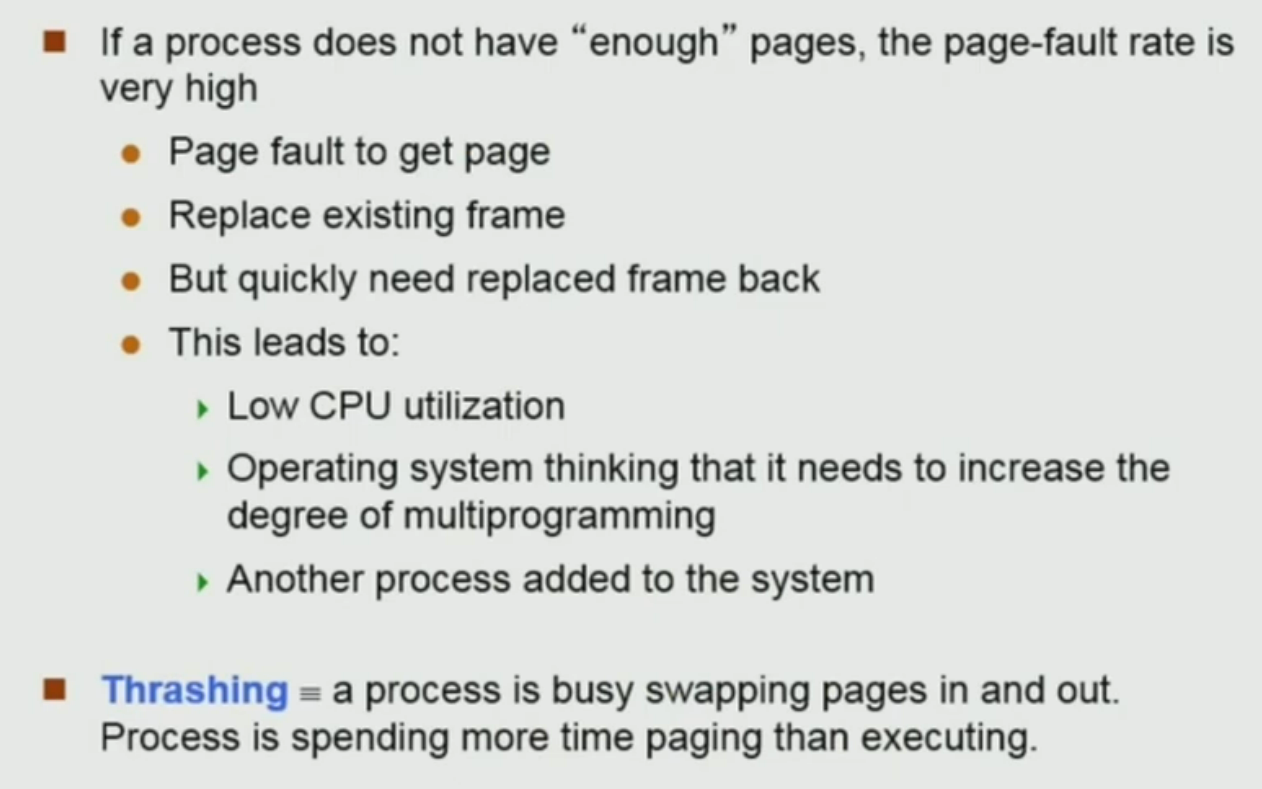 If a process does not have “enough” pages, the page-fault rate is
very high
Page fault to get page
Replace existing frame
But quickly need replaced frame back
This leads to:
Low CPU utilization
Operating system thinking that it needs to increase the
degree of multiprogramming
Another process added to the system
Thrashing ≡ a process is busy swapping pages in and out.
Process is spending more time paging than executing.